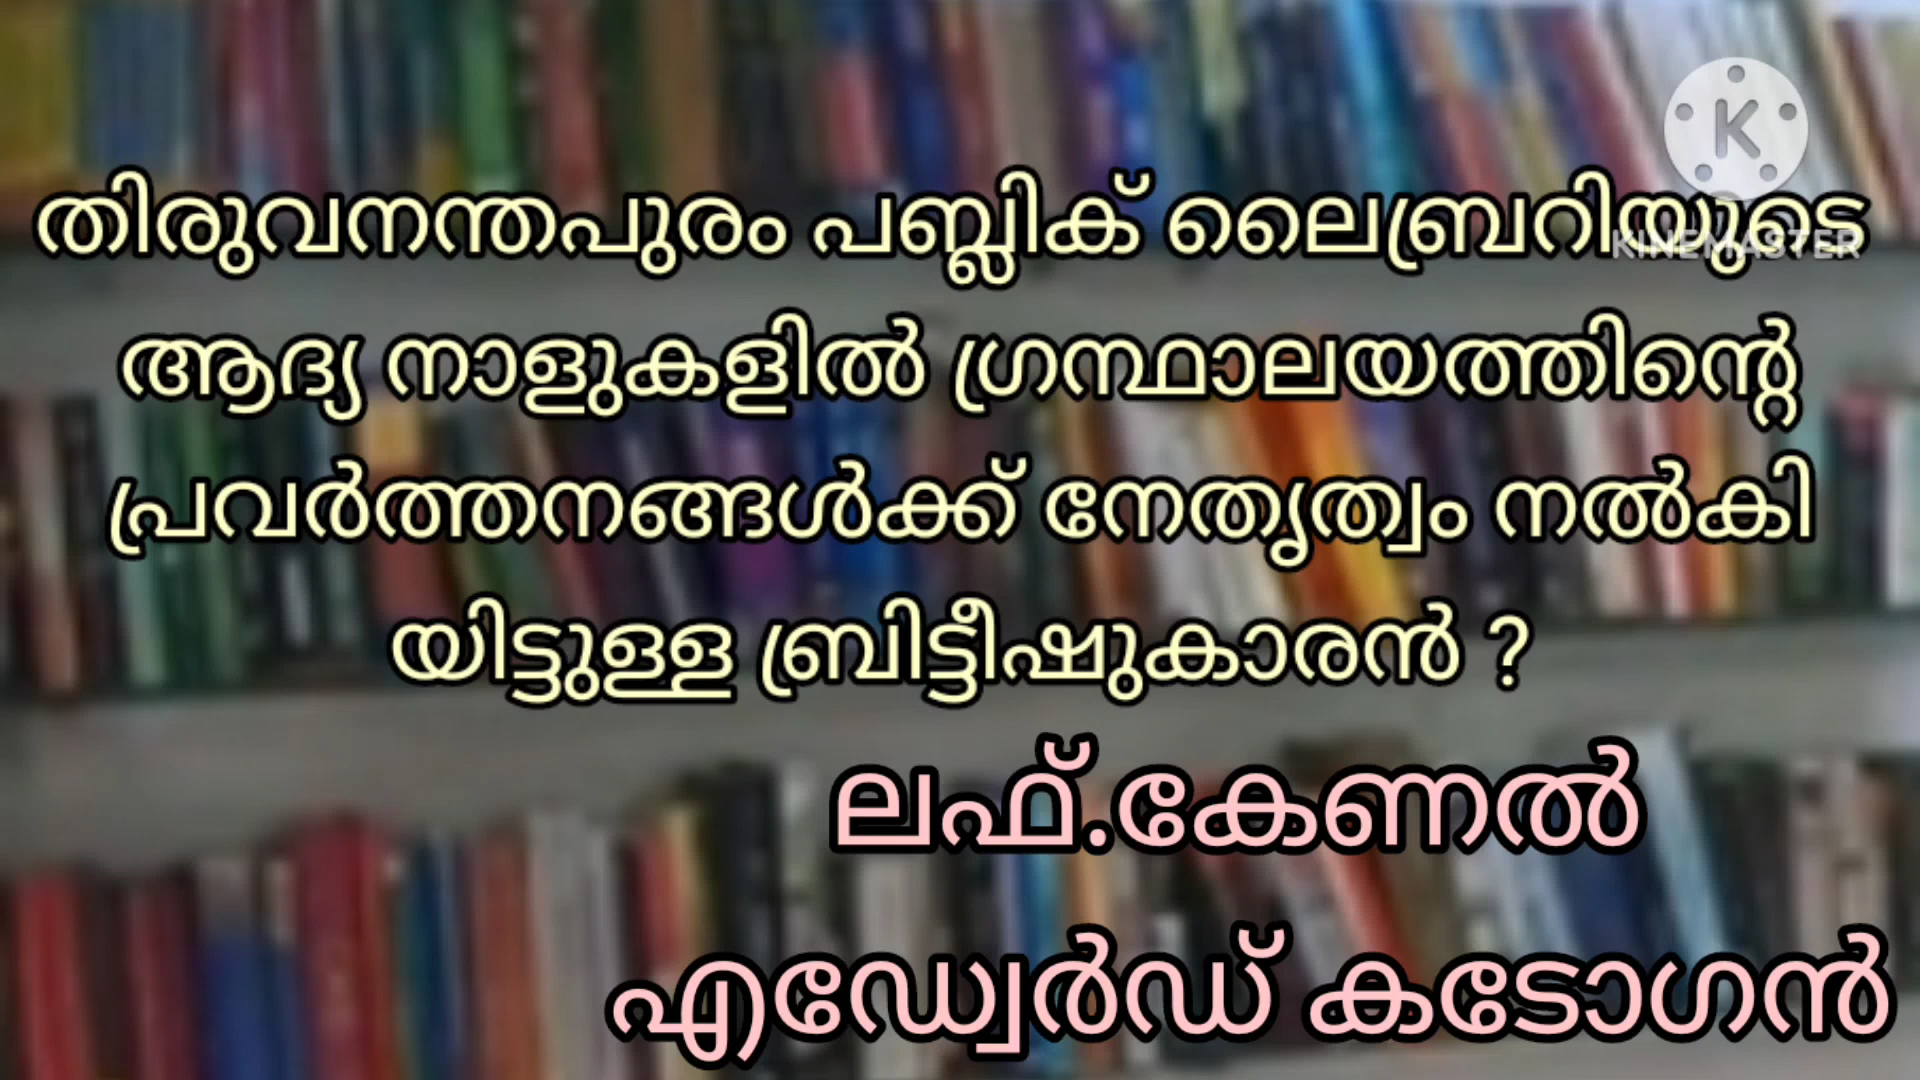 തിരുവനന്തപുരം പബ്ലിക് ലൈബ്രറിയുടെ
ആദ്യ നാളുകളിൽ ഗ്രന്ഥാലയത്തിന്റെ
പ്രവർത്തനങ്ങൾക്ക് നേതൃത്വം നൽകി
യിട്ടുള്ള ബ്രിട്ടീഷുകാരൻ ?
ലഫ്.കേണൽ
എഡ്വേർഡ് കടോഗൻ
K
KINEMASTER